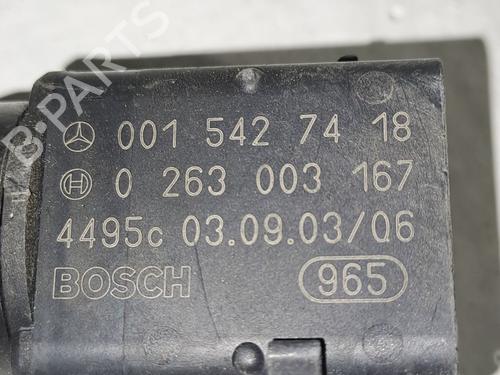 001 542 74 18
0 263 003 167
4495c 03.09.03/06
BOSCH 965
B-PARTS